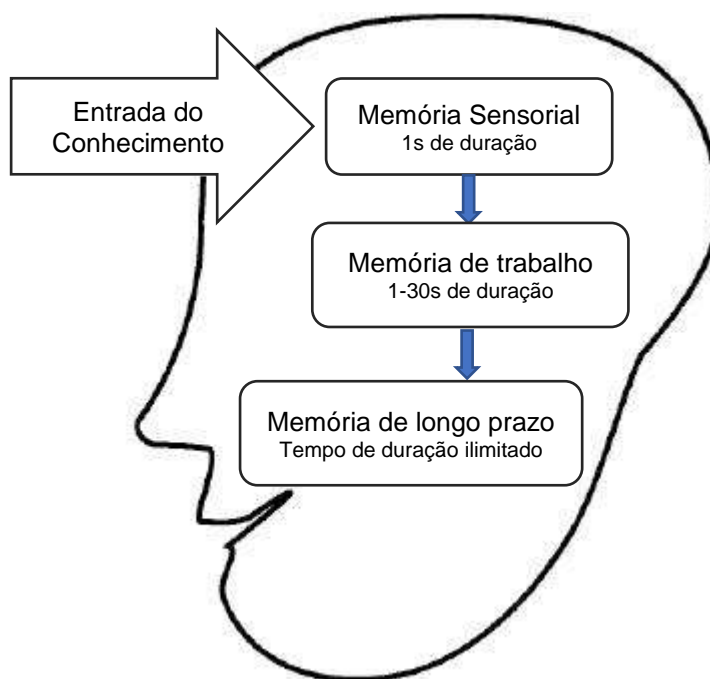 Entrada do
Conhecimento
Memória Sensorial
1s de duração
Memória de trabalho
1-30s de duração
Memória de longo prazo
Tempo de duração ilimitado